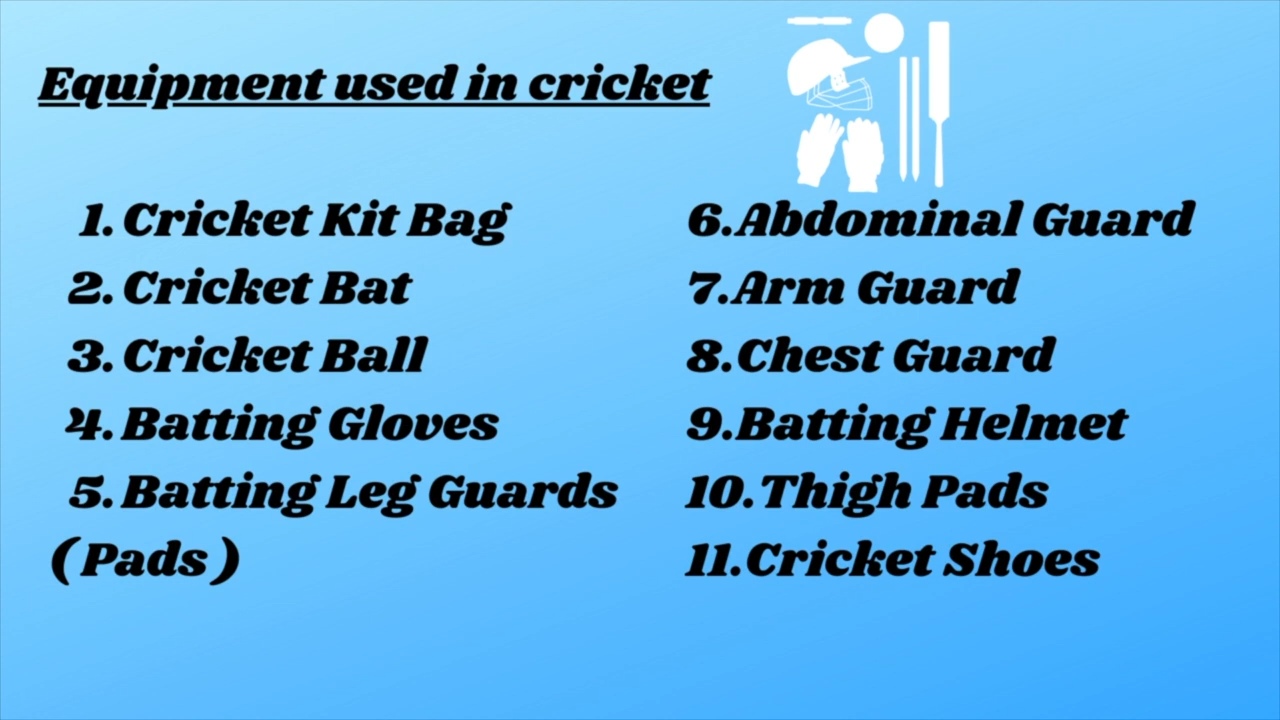 Equipment used in cricket
1. Cricket Kit Bag
2. Cricket Bat
3. Cricket Ball
4. Batting Gloves
5. Batting Leg Guards
(Pads)
6.Abdominal Guard
7.Arm Guard
8.Chest Guard
9.Batting Helmet
10.Thigh Pads
11.Cricket Shoes